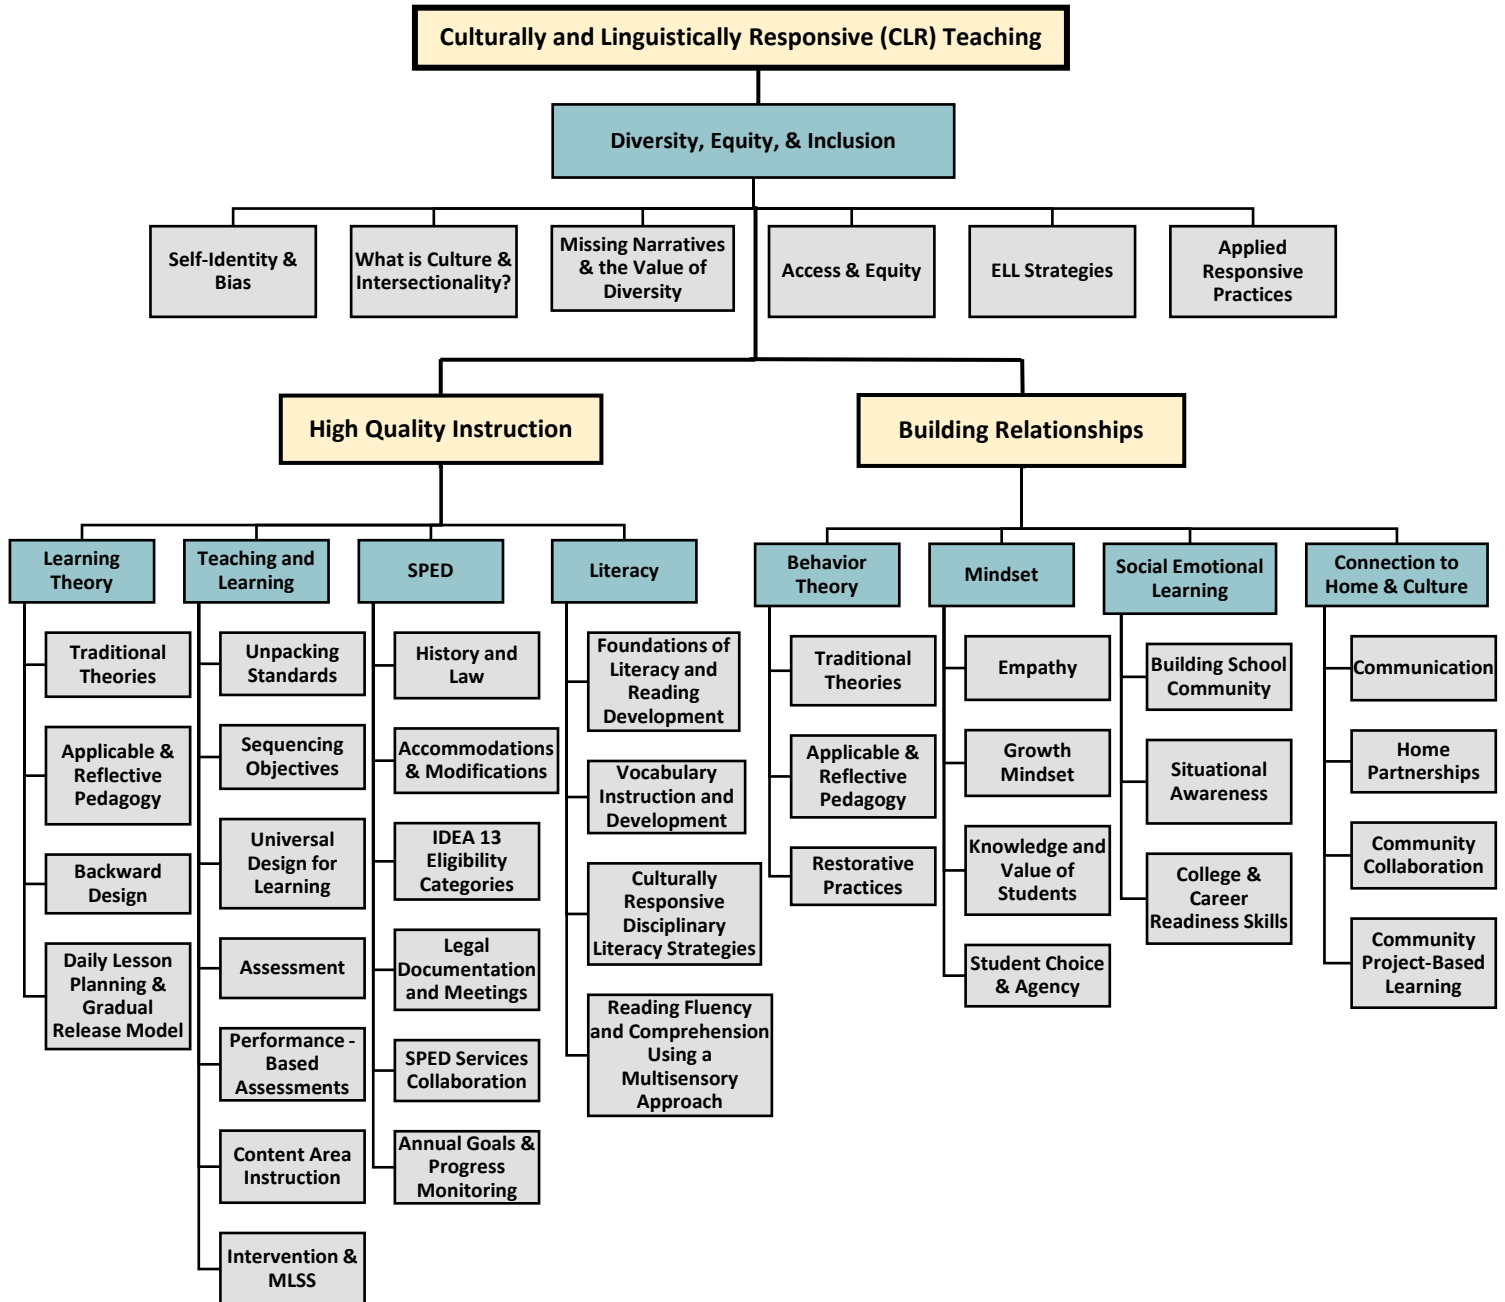 Culturally and Linguistically Responsive (CLR) Teaching
Diversity, Equity, & Inclusion
Self-Identity &
Bias
What is Culture &
Intersectionality?
Missing Narratives
& the Value of
Diversity
Access & Equity
ELL Strategies
Applied
Responsive
Practices
High Quality Instruction
Building Relationships
Learning
Theory
Traditional
Theories
Applicable &
Reflective
Pedagogy
Backward
Design
Daily Lesson
Planning &
Gradual
Release Model
Teaching and
Learning
Unpacking
Standards
Sequencing
Objectives
Universal
Design for
Learning
Assessment
Performance -
Based
Assessments
Content Area
Instruction
Intervention &
MLSS
SPED
History and
Law
Accommodations
& Modifications
IDEA 13
Eligibility
Categories
Legal
Documentation
and Meetings
SPED Services
Collaboration
Annual Goals &
Progress
Monitoring
Literacy
Foundations of
Literacy and
Reading
Development
Vocabulary
Instruction and
Development
Culturally
Responsive
Disciplinary
Literacy Strategies
Reading Fluency
and Comprehension
Using a
Multisensory
Approach
Behavior
Theory
Traditional
Theories
Applicable &
Reflective
Pedagogy
Restorative
Practices
Mindset
Empathy
Growth
Mindset
Knowledge and
Value of
Students
Student Choice
& Agency
Social Emotional
Learning
Building School
Community
Situational
Awareness
College &
Career
Readiness Skills
Connection to
Home & Culture
Communication
Home
Partnerships
Community
Collaboration
Community
Project-Based
Learning